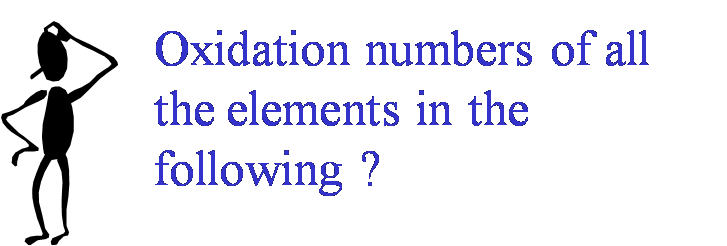 Oxidation numbers of all
the elements in the
following ?